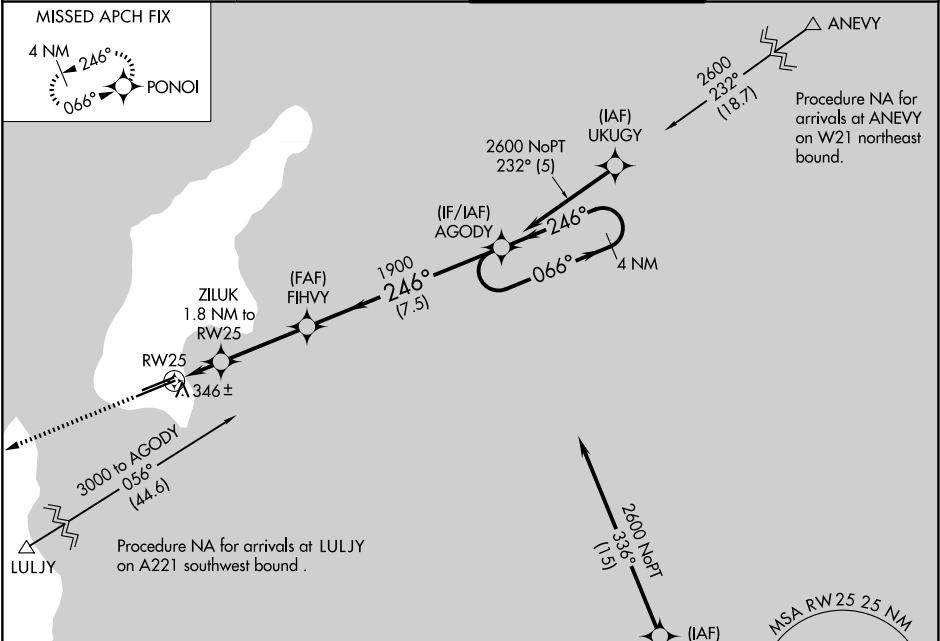 MISSED APCH FIX
4 NM
246°
066°
PONOI
ANEVY
2600
232°
(18.7)
Procedure NA for
arrivals at ANEVY
on W21 northeast
bound.
(IAF)
UKUGY
2600 NoPT
232° (5)
(IF/IAF)
AGODY
246°
066°
4 NM
1900
246°
(7.5)
(FAF)
FIHVY
ZILUK
1.8 NM to
RW25
RW25
346 ±
3000 to AGODY
056°
(44.6)
LULJY
Procedure NA for arrivals at LULJY
on A221 southwest bound .
2600 NoPT
336°
(15)
(IAF)
MSA RW25 25 NM